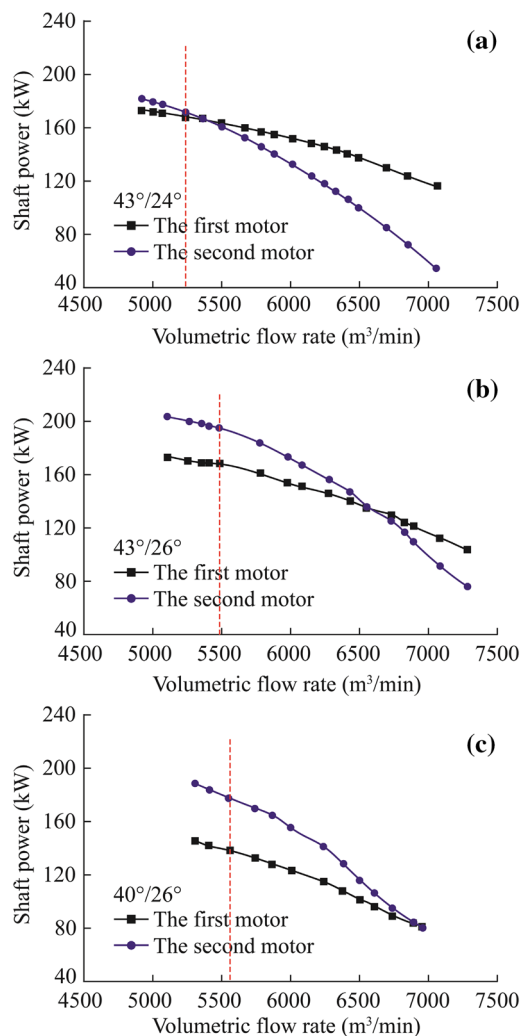 (a)
240
200
160
120
80
40
Shaft power (kW)
43°/24°
The first motor
The second motor
4500 5000 5500 6000 6500 7000 7500
Volumetric flow rate (m³/min)
(b)
240
200
160
120
80
40
Shaft power (kW)
43°/26°
The first motor
The second motor
4500 5000 5500 6000 6500 7000 7500
Volumetric flow rate (m³/min)
(c)
240
200
160
120
80
40
Shaft power (kW)
40°/26°
The first motor
The second motor
4500 5000 5500 6000 6500 7000 7500
Volumetric flow rate (m³/min)